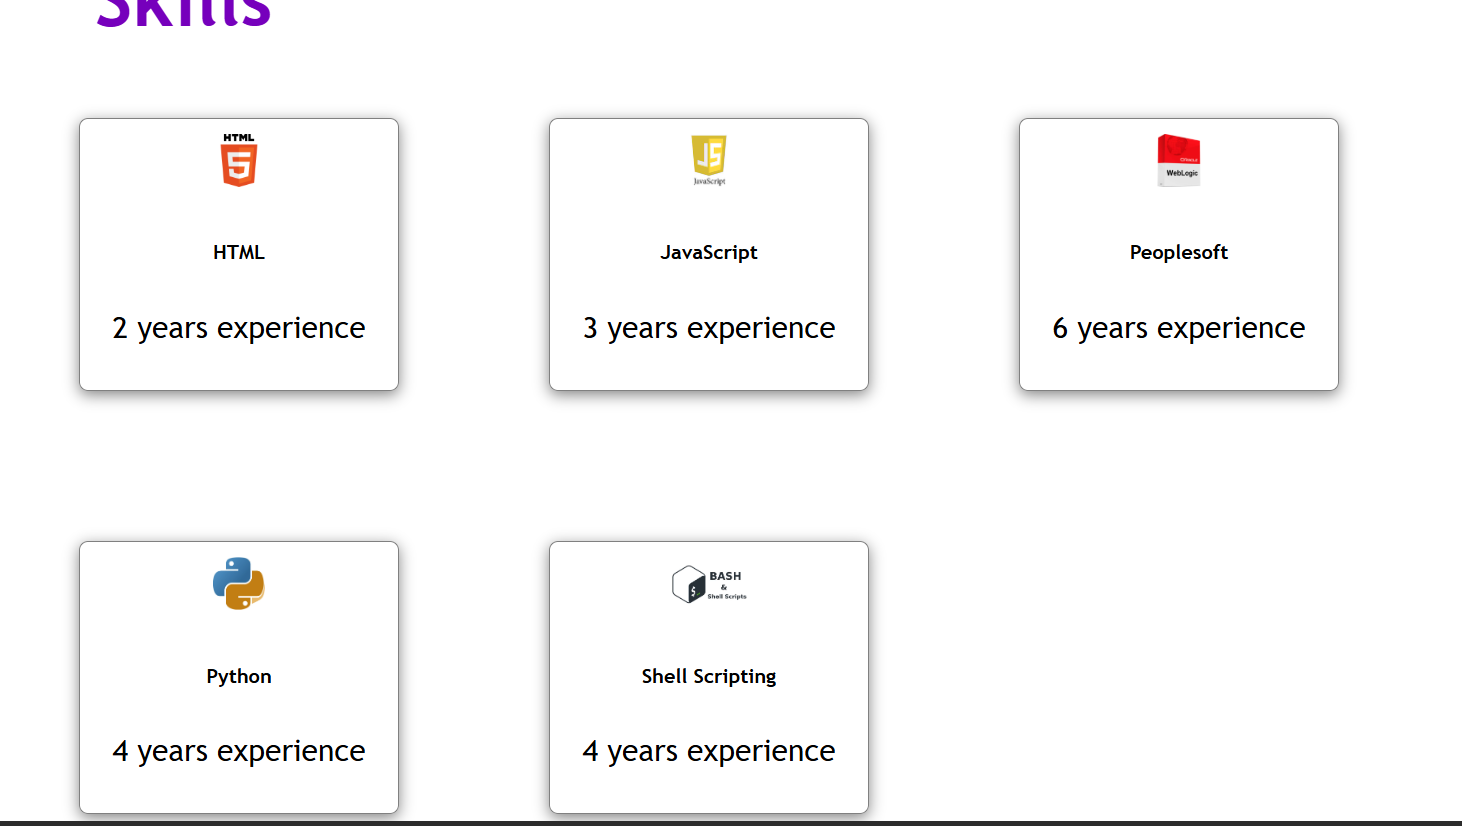 Skills
HTML
5
HTML
2 years experience
JS
JavaScript
JavaScript
3 years experience
WebLogic
Peoplesoft
6 years experience
Python
4 years experience
$_
BASH
&
Shell Scripts
Shell Scripting
4 years experience